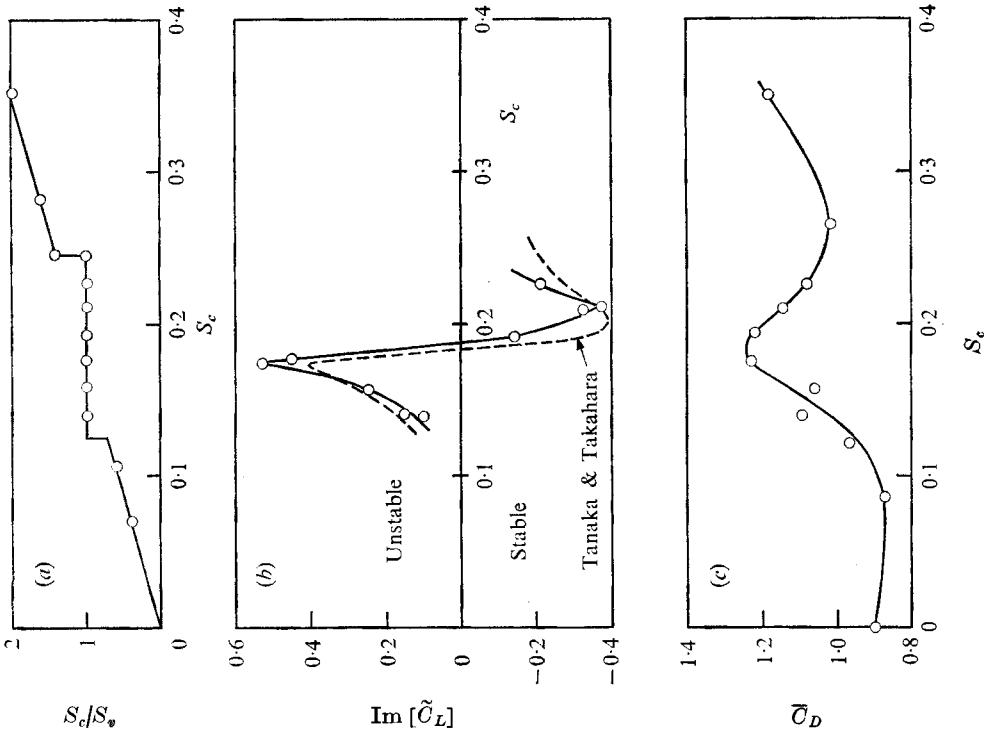 (a)
2
1
0
S_c/S_v
0·1
0·2
0·3
0·4
S_c
(b)
0·6
0·4
0·2
0
−0·2
−0·4
Im [C̃_L]
Unstable
Stable
0·1
0·2
0·3
S_c
Tanaka & Takahara
(c)
1·4
1·2
1·0
0·8
C̅_D
0
0·1
0·2
0·3
0·4
S_c